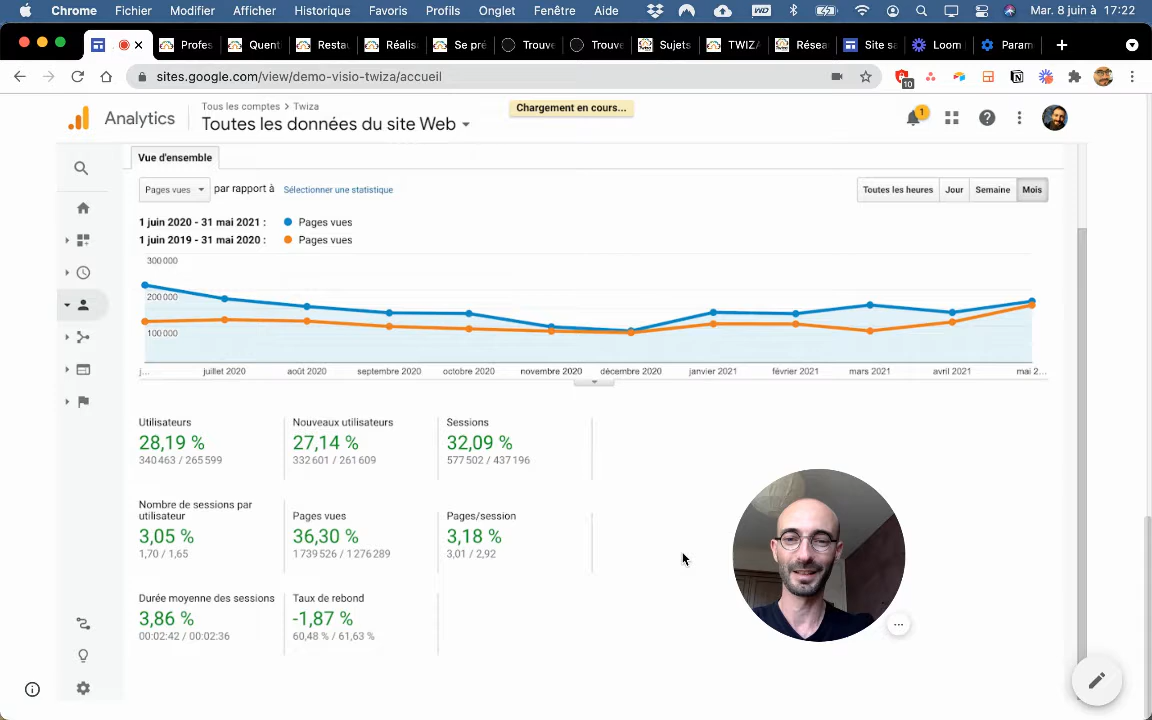 Chrome Fichier Modifier Afficher Historique Favoris Profils Onglet Fenêtre Aide WD Mar. 8 juin à 17:22
Profes Quent Restau Réalis Se pré Trouve Trouve Sujets TWIZA Résea Site sa Loom Param
sites.google.com/view/demo-visio-twiza/accueil 10
Tous les comptes > Twiza
Chargement en cours...
Analytics
Toutes les données du site Web
1
Vue d'ensemble
Pages vues par rapport à Sélectionner une statistique
Toutes les heures Jour Semaine Mois
1 juin 2020 - 31 mai 2021 : Pages vues
1 juin 2019 - 31 mai 2020 : Pages vues
300 000
200 000
100 000
j... juillet 2020 août 2020 septembre 2020 octobre 2020 novembre 2020 décembre 2020 janvier 2021 février 2021 mars 2021 avril 2021 mai 2...
Utilisateurs Nouveaux utilisateurs Sessions
28,19 % 27,14 % 32,09 %
340 463 / 265 599 332 601 / 261 609 577 502 / 437 196
Nombre de sessions par
utilisateur Pages vues Pages/session
3,05 % 36,30 % 3,18 %
1,70 / 1,65 1 739 526 / 1 276 289 3,01 / 2,92
Durée moyenne des sessions Taux de rebond
3,86 % -1,87 %
00:02:42 / 00:02:36 60,48 % / 61,63 %